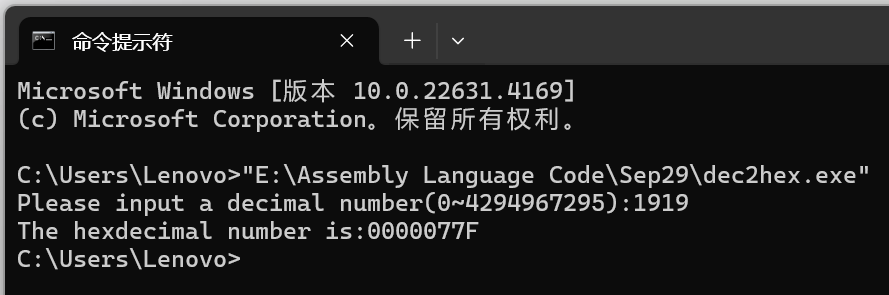 命令提示符
Microsoft Windows [版本 10.0.22631.4169]
(c) Microsoft Corporation。保留所有权利。
C:\Users\Lenovo>"E:\Assembly Language Code\Sep29\dec2hex.exe"
Please input a decimal number(0~4294967295):1919
The hexdecimal number is:0000077F
C:\Users\Lenovo>